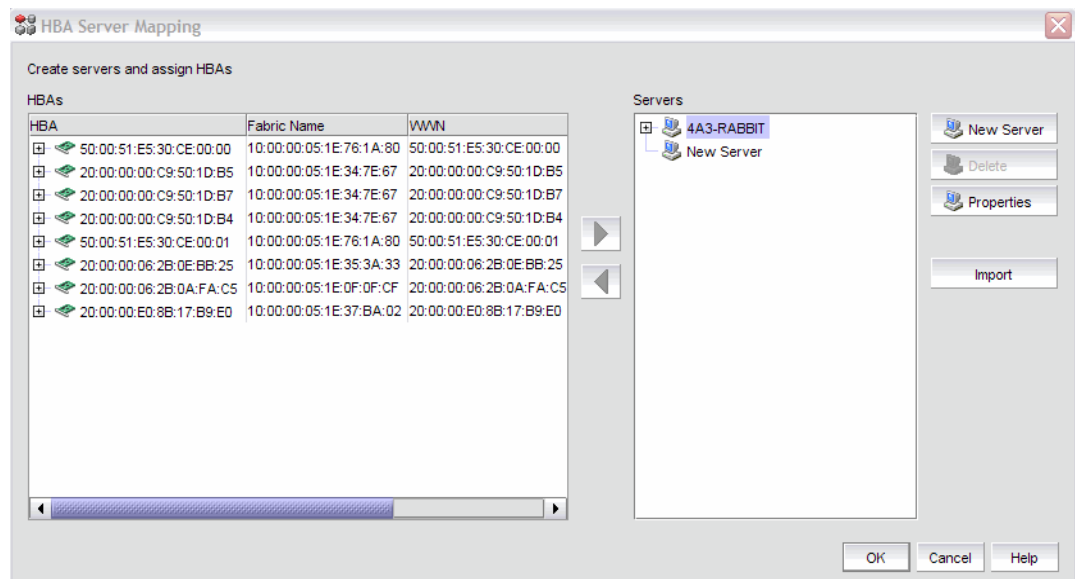 HBA Server Mapping
Create servers and assign HBAs
HBAs
HBA Fabric Name WWN
50:00:51:E5:30:CE:00:00 10:00:00:05:1E:76:1A:80 50:00:51:E5:30:CE:00:00
20:00:00:00:C9:50:1D:B5 10:00:00:05:1E:34:7E:67 20:00:00:00:C9:50:1D:B5
20:00:00:00:C9:50:1D:B7 10:00:00:05:1E:34:7E:67 20:00:00:00:C9:50:1D:B7
20:00:00:00:C9:50:1D:B4 10:00:00:05:1E:34:7E:67 20:00:00:00:C9:50:1D:B4
50:00:51:E5:30:CE:00:01 10:00:00:05:1E:76:1A:80 50:00:51:E5:30:CE:00:01
20:00:00:06:2B:0E:BB:25 10:00:00:05:1E:35:3A:33 20:00:00:06:2B:0E:BB:25
20:00:00:06:2B:0A:FA:C5 10:00:00:05:1E:0F:0F:CF 20:00:00:06:2B:0A:FA:C5
20:00:00:E0:8B:17:B9:E0 10:00:00:05:1E:37:BA:02 20:00:00:E0:8B:17:B9:E0
Servers
4A3-RABBIT
New Server
New Server
Delete
Properties
Import
OK Cancel Help